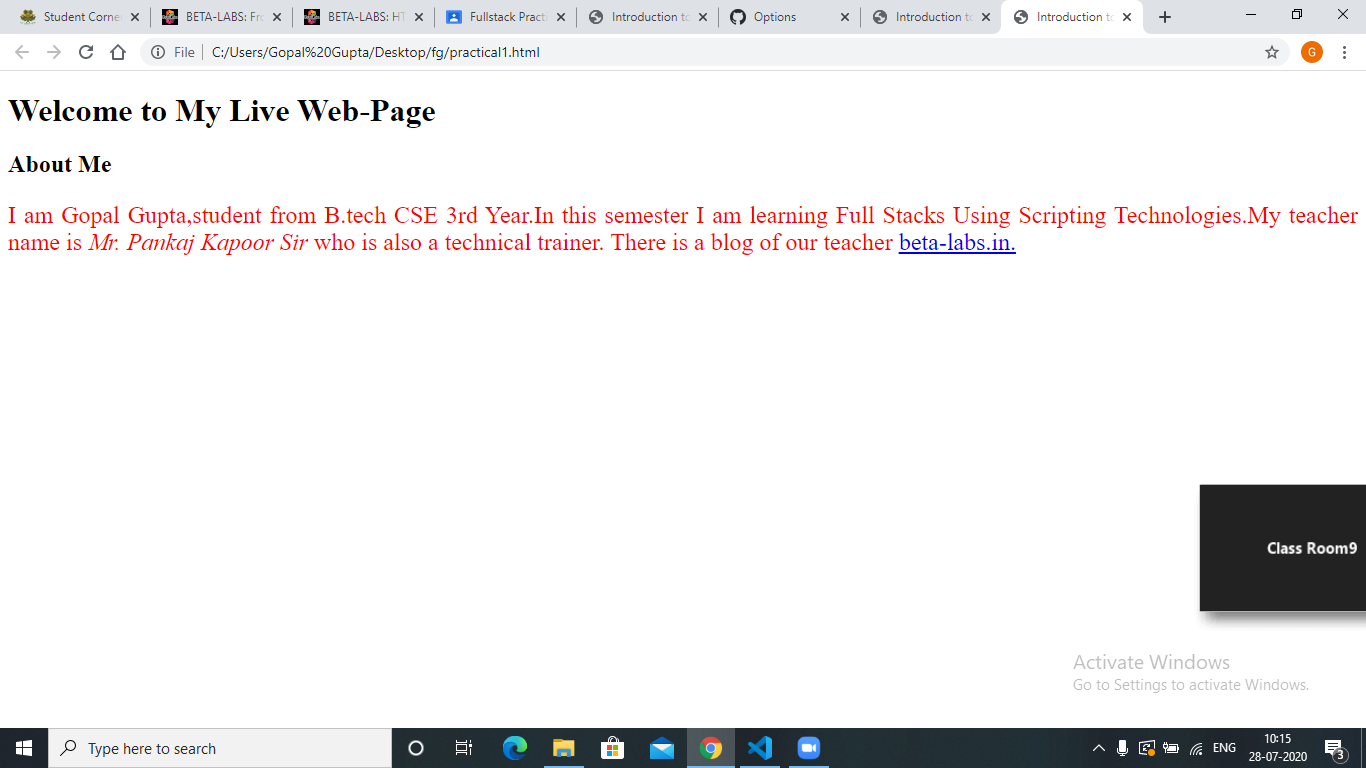 Student Corne
BETA-LABS: Fro
BETA-LABS: HT
Fullstack Practi
Introduction to
Options
Introduction to
Introduction to
File
C:/Users/Gopal%20Gupta/Desktop/fg/practical1.html
G
Welcome to My Live Web-Page
About Me
I am Gopal Gupta,student from B.tech CSE 3rd Year.In this semester I am learning Full Stacks Using Scripting Technologies.My teacher
name is Mr. Pankaj Kapoor Sir who is also a technical trainer. There is a blog of our teacher beta-labs.in.
Class Room9
Activate Windows
Go to Settings to activate Windows.
Type here to search
ENG
10:15
28-07-2020
3